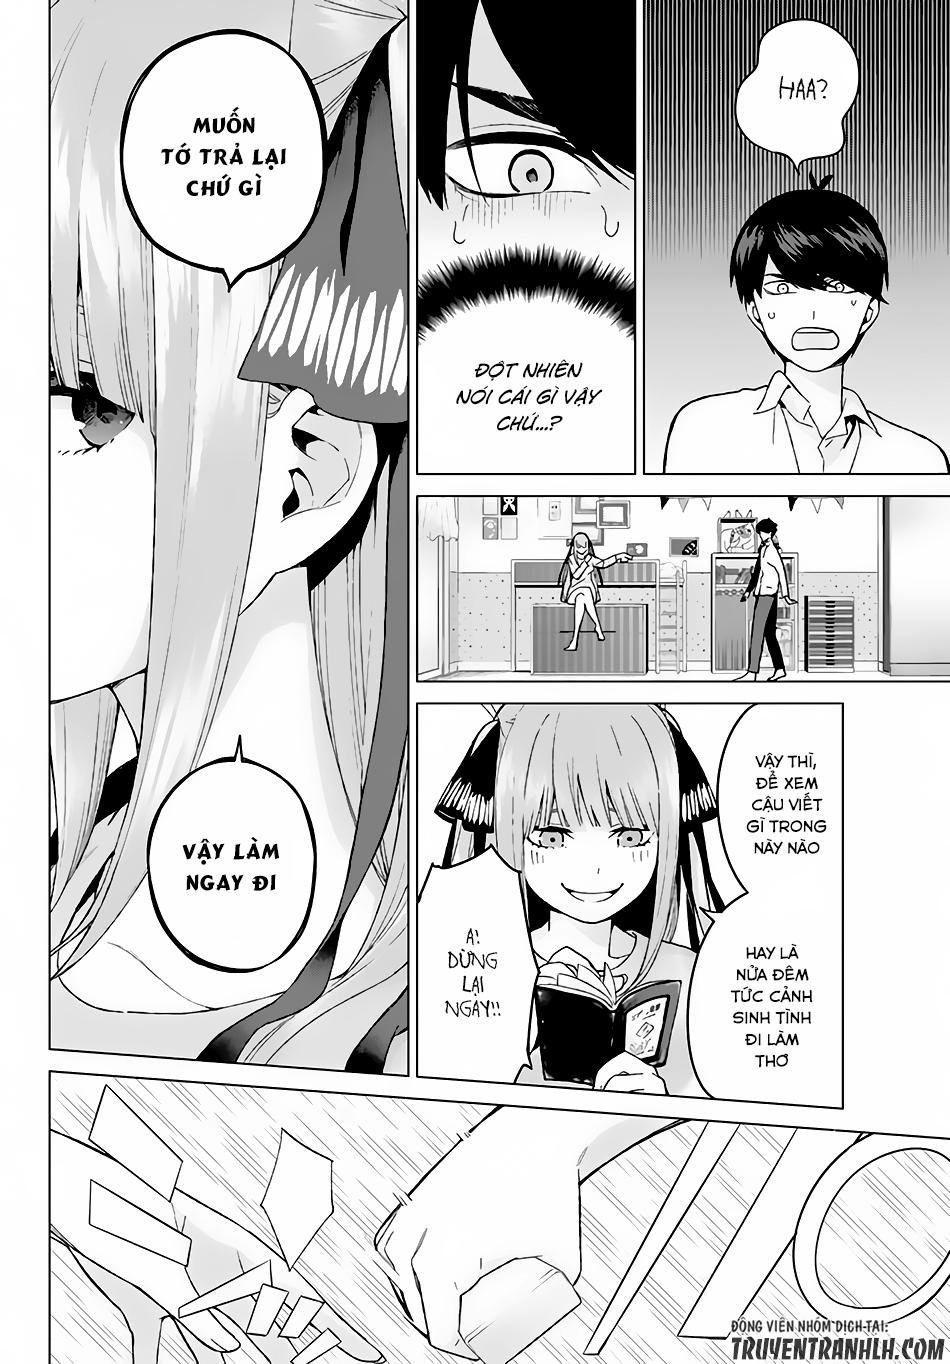 HAA?
ĐỘT NHIÊN
NÓI CÁI GÌ VẬY
CHỨ...?
MUỐN
TỚ TRẢ LẠI
CHỨ GÌ
VẬY LÀM
NGAY ĐI
VẬY THÌ,
ĐỂ XEM
CẬU VIẾT
GÌ TRONG
NÀY NÀO
HAY LÀ
NỬA ĐÊM
TỨC CẢNH
SINH TÌNH
ĐI LÀM
THƠ
A!
DỪNG
LẠI
NGAY!!
ĐỘNG VIÊN NHÓM DỊCH TẠI:
TRUYENTRANHLH.COM